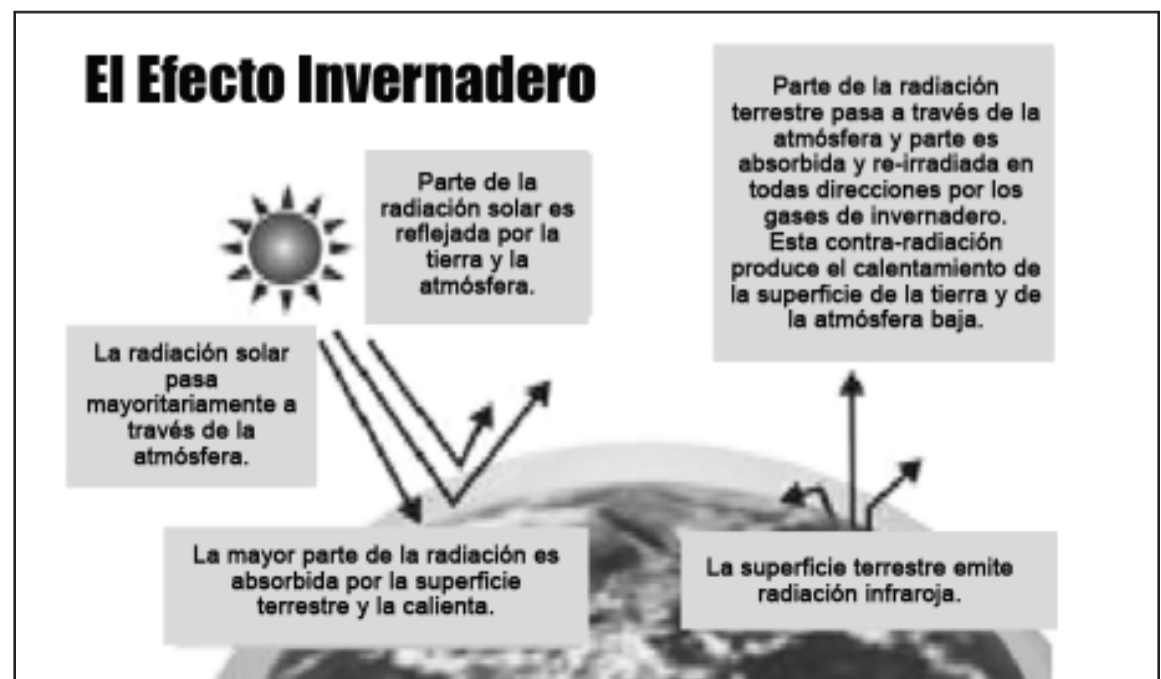 El Efecto Invernadero
Parte de la
radiación solar es
reflejada por la
tierra y la
atmósfera.
Parte de la radiación
terrestre pasa a través de la
atmósfera y parte es
absorbida y re-irradiada en
todas direcciones por los
gases de invernadero.
Esta contra-radiación
produce el calentamiento de
la superficie de la tierra y de
la atmósfera baja.
La radiación solar
pasa
mayoritariamente a
través de la
atmósfera.
La mayor parte de la radiación es
absorbida por la superficie
terrestre y la calienta.
La superficie terrestre emite
radiación infraroja.